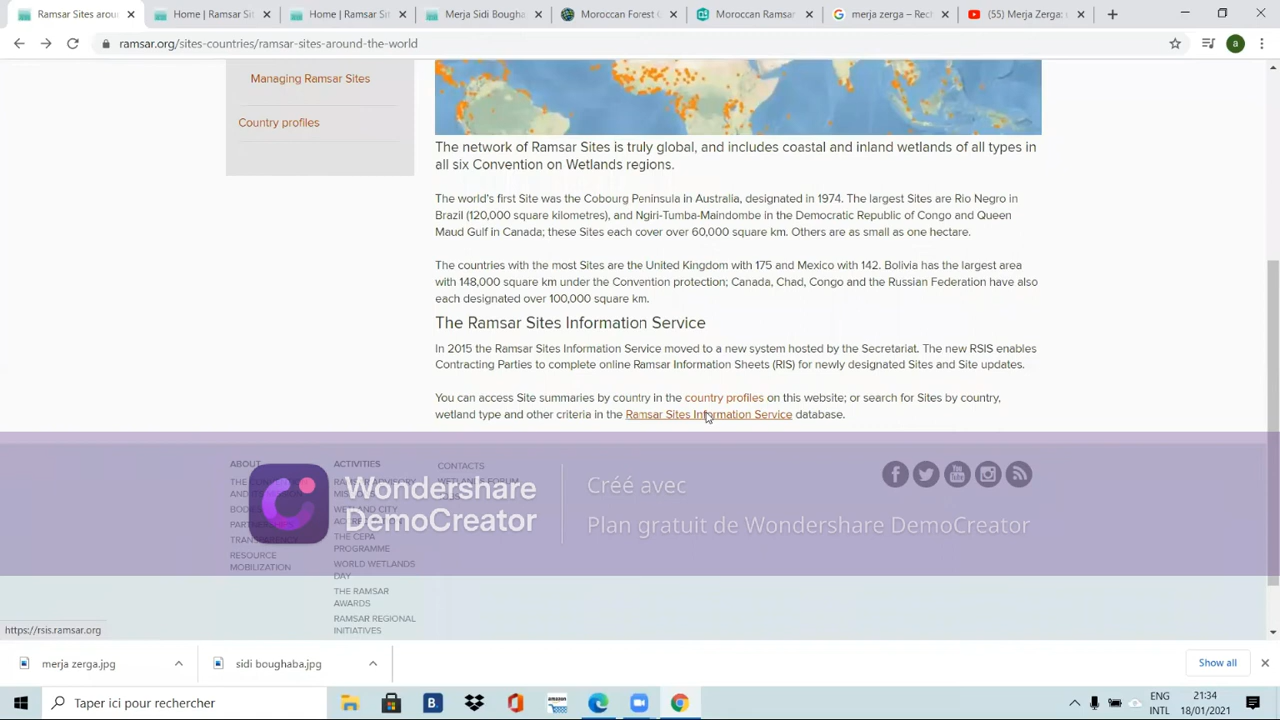 Ramsar Sites arou
Home | Ramsar Sit
Home | Ramsar Sit
Merja Sidi Bougha
Moroccan Forest C
Moroccan Ramsar
merja zerga – Rech
(55) Merja Zerga: U
ramsar.org/sites-countries/ramsar-sites-around-the-world
a
Managing Ramsar Sites
Country profiles
The network of Ramsar Sites is truly global, and includes coastal and inland wetlands of all types in
all six Convention on Wetlands regions.
The world's first Site was the Cobourg Peninsula in Australia, designated in 1974. The largest Sites are Rio Negro in
Brazil (120,000 square kilometres), and Ngiri-Tumba-Maindombe in the Democratic Republic of Congo and Queen
Maud Gulf in Canada; these Sites each cover over 60,000 square km. Others are as small as one hectare.
The countries with the most Sites are the United Kingdom with 175 and Mexico with 142. Bolivia has the largest area
with 148,000 square km under the Convention protection; Canada, Chad, Congo and the Russian Federation have also
each designated over 100,000 square km.
The Ramsar Sites Information Service
In 2015 the Ramsar Sites Information Service moved to a new system hosted by the Secretariat. The new RSIS enables
Contracting Parties to complete online Ramsar Information Sheets (RIS) for newly designated Sites and Site updates.
You can access Site summaries by country in the country profiles on this website; or search for Sites by country,
wetland type and other criteria in the Ramsar Sites Information Service database.
ABOUT
TRANSPARENCY
RESOURCE
MOBILIZATION
ACTIVITIES
THE CEPA
PROGRAMME
WORLD WETLANDS
DAY
THE RAMSAR
AWARDS
RAMSAR REGIONAL
INITIATIVES
CONTACTS
Wondershare
DemoCreator
Créé avec
Plan gratuit de Wondershare DemoCreator
https://rsis.ramsar.org
merja zerga.jpg
sidi boughaba.jpg
Show all
Taper ici pour rechercher
ENG
INTL
21:34
18/01/2021